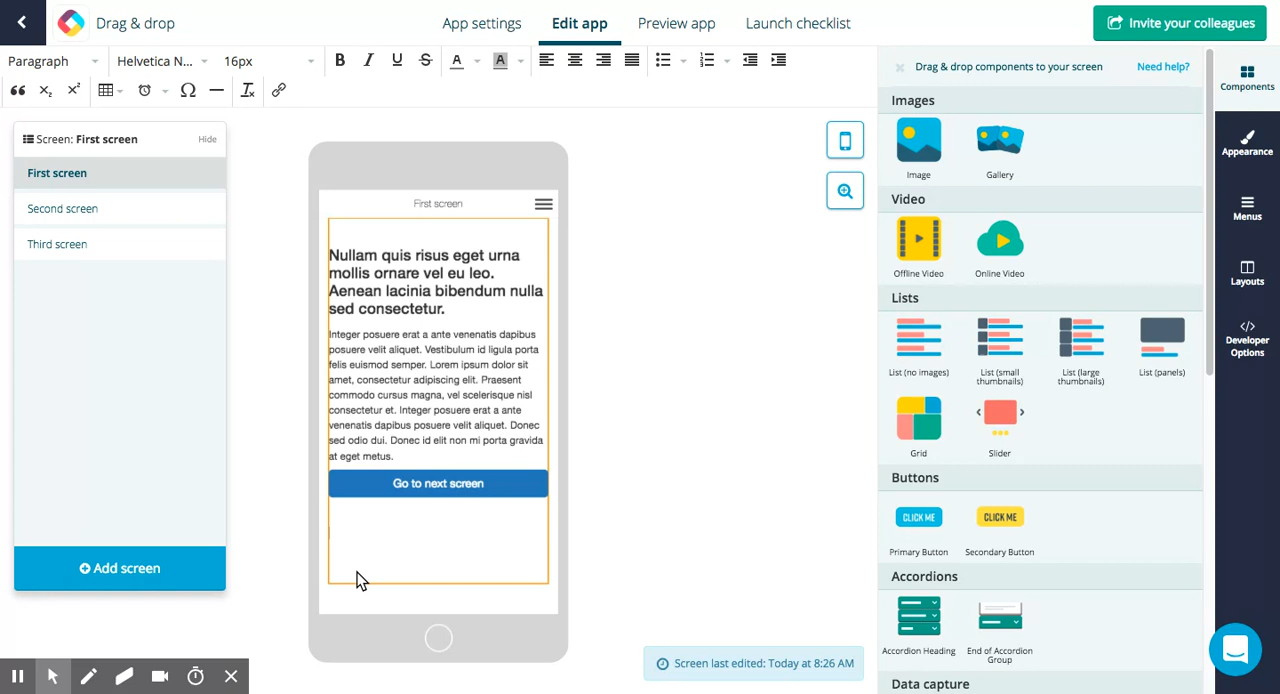 Drag & drop
App settings
Edit app
Preview app
Launch checklist
Invite your colleagues
Paragraph
Helvetica N...
16px
B I U S A A
X₂ X² Ω Ix
Screen: First screen
Hide
First screen
Second screen
Third screen
Add screen
First screen
Nullam quis risus eget urna
mollis ornare vel eu leo.
Aenean lacinia bibendum nulla
sed consectetur.
Integer posuere erat a ante venenatis dapibus
posuere velit aliquet. Vestibulum id ligula porta
felis euismod semper. Lorem ipsum dolor sit
amet, consectetur adipiscing elit. Praesent
commodo cursus magna, vel scelerisque nisl
consectetur et. Integer posuere erat a ante
venenatis dapibus posuere velit aliquet. Donec
sed odio dui. Donec id elit non mi porta gravida
at eget metus.
Go to next screen
Screen last edited: Today at 8:26 AM
Drag & drop components to your screen
Need help?
Images
Image
Gallery
Video
Offline Video
Online Video
Lists
List (no images)
List (small
thumbnails)
List (large
thumbnails)
List (panels)
Grid
Slider
Buttons
CLICK ME
CLICK ME
Primary Button
Secondary Button
Accordions
Accordion Heading
End of Accordion
Group
Data capture
Components
Appearance
Menus
Layouts
Developer
Options